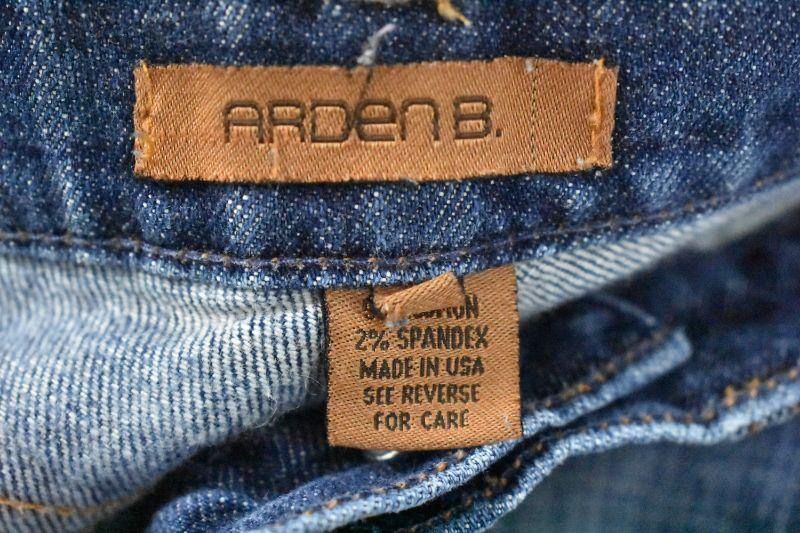 ARDEN B.
2% SPANDEX
MADE IN USA
SEE REVERSE
FOR CARE